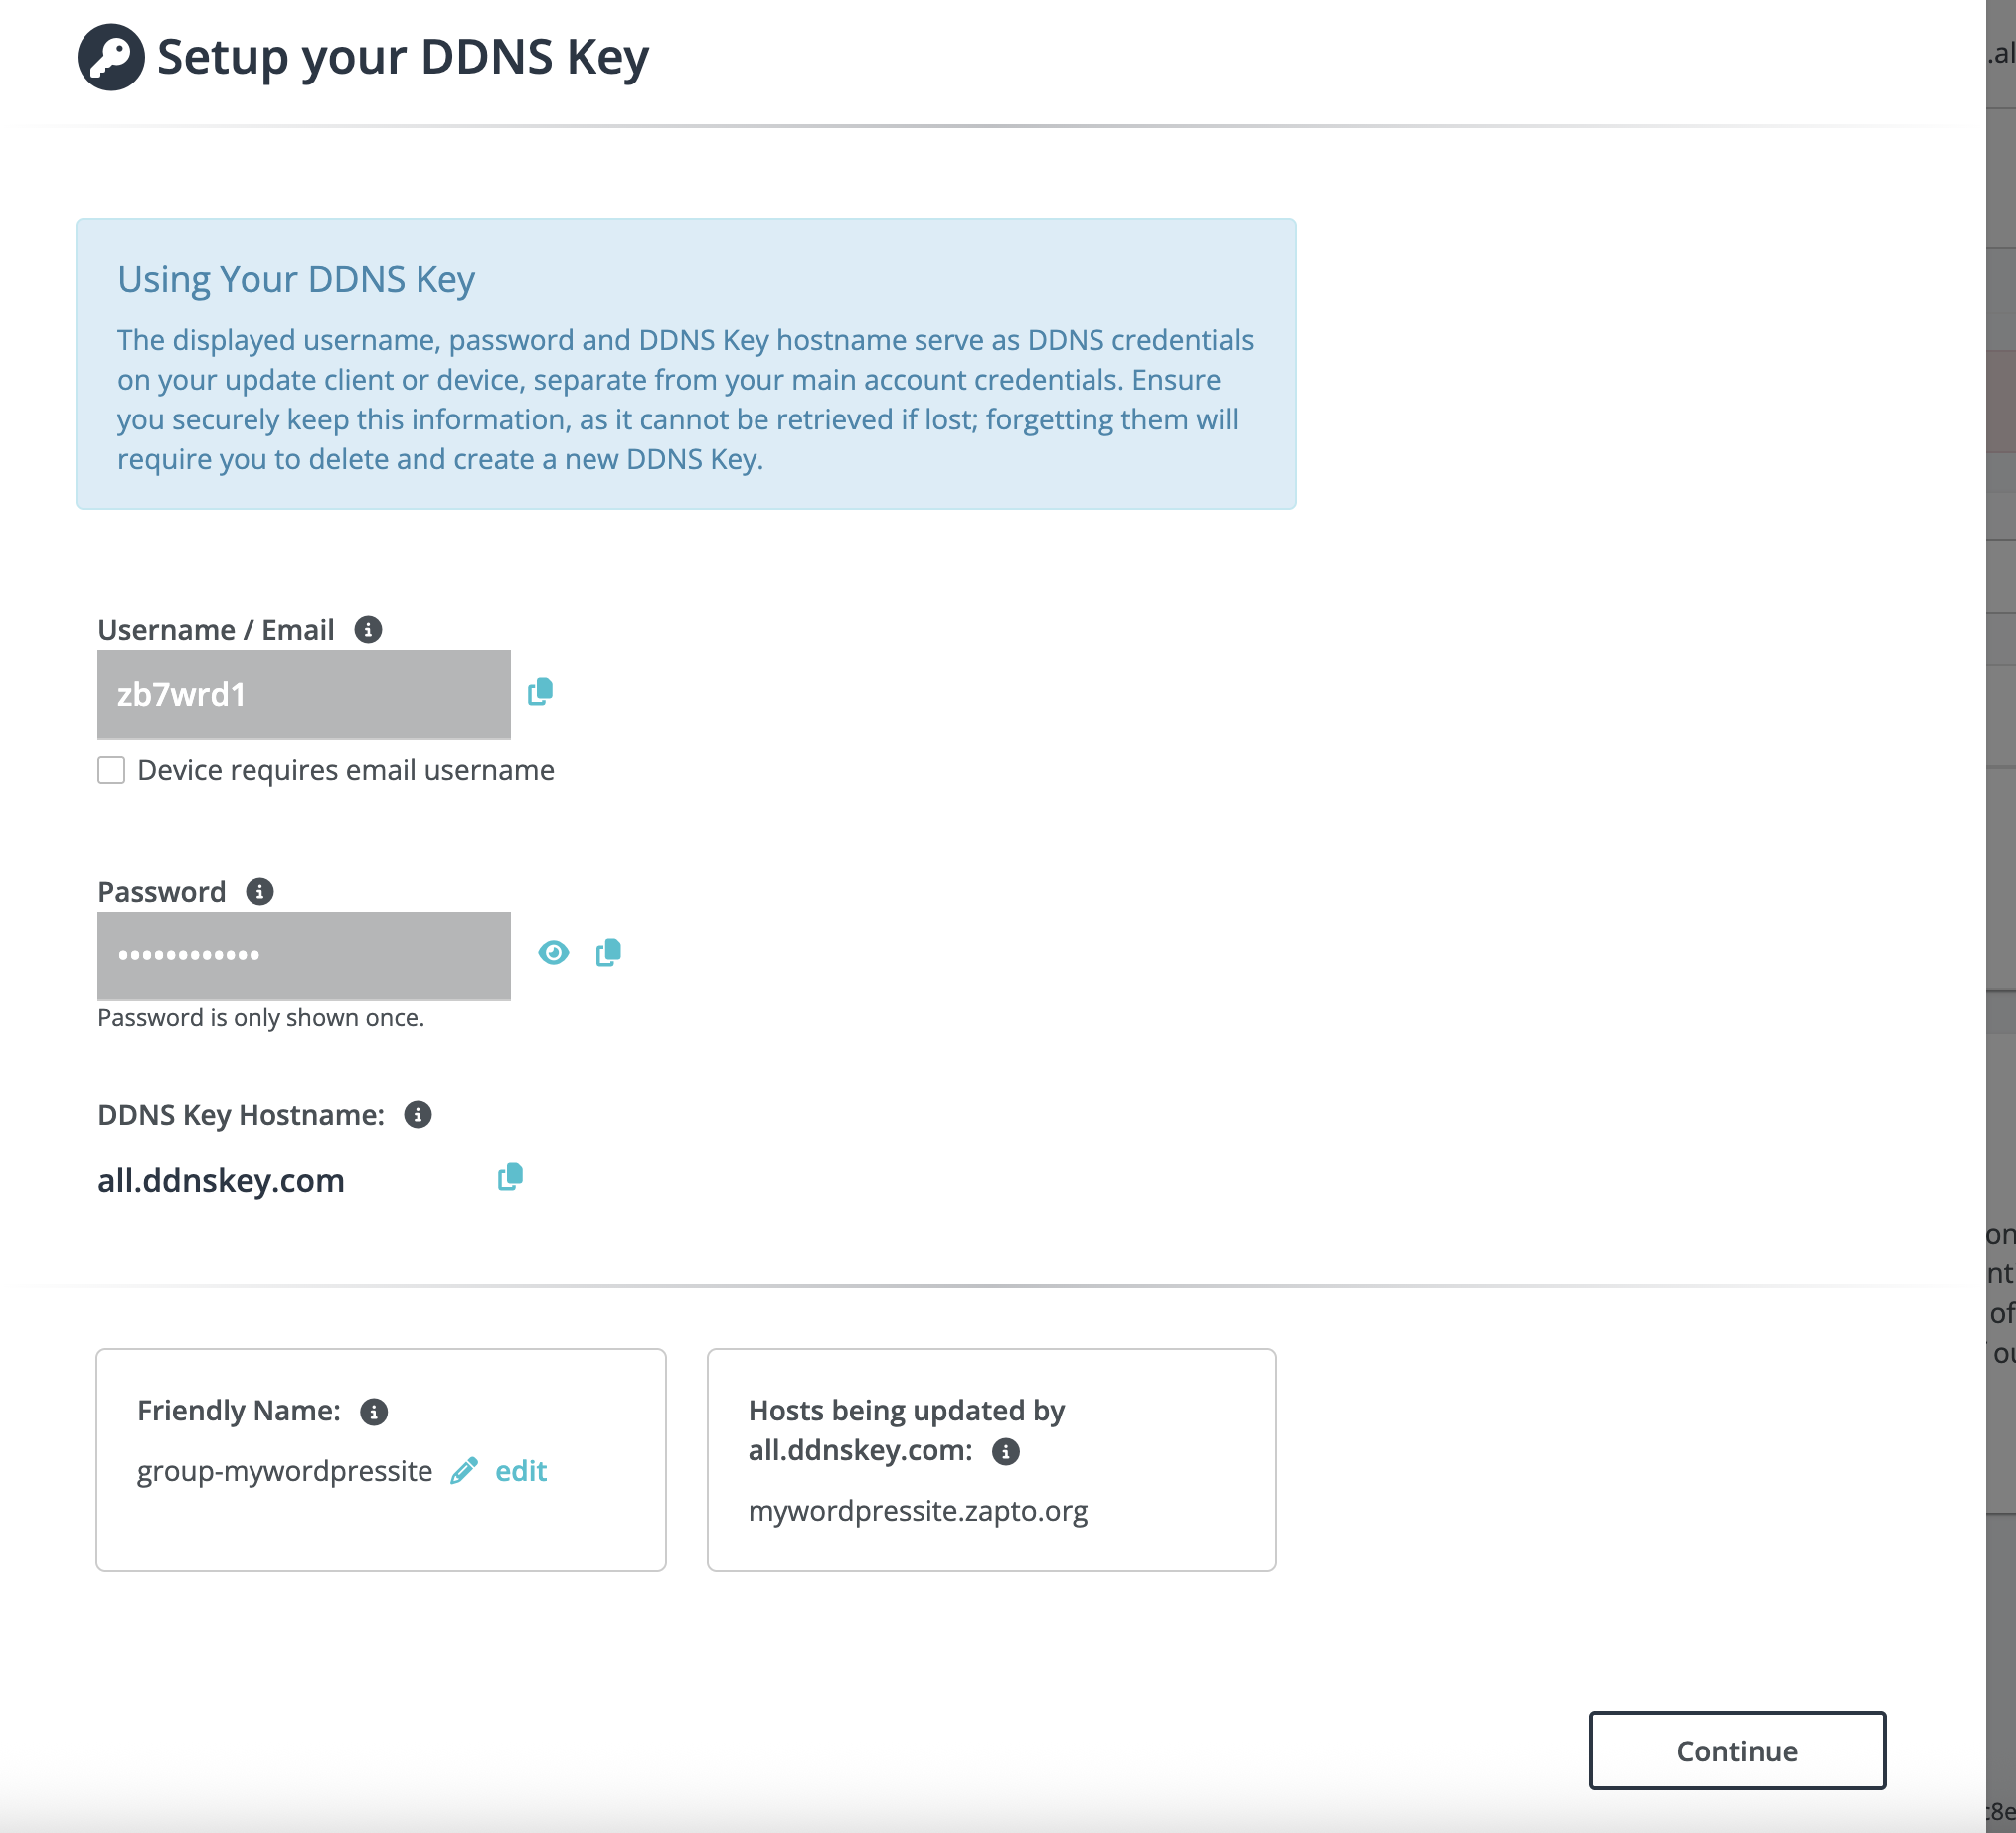 Setup your DDNS Key
Using Your DDNS Key
The displayed username, password and DDNS Key hostname serve as DDNS credentials
on your update client or device, separate from your main account credentials. Ensure
you securely keep this information, as it cannot be retrieved if lost; forgetting them will
require you to delete and create a new DDNS Key.
Username / Email
zb7wrd1
Device requires email username
Password
••••••••••••
Password is only shown once.
DDNS Key Hostname:
all.ddnskey.com
Friendly Name:
group-mywordpressite edit
Hosts being updated by
all.ddnskey.com:
mywordpressite.zapto.org
Continue